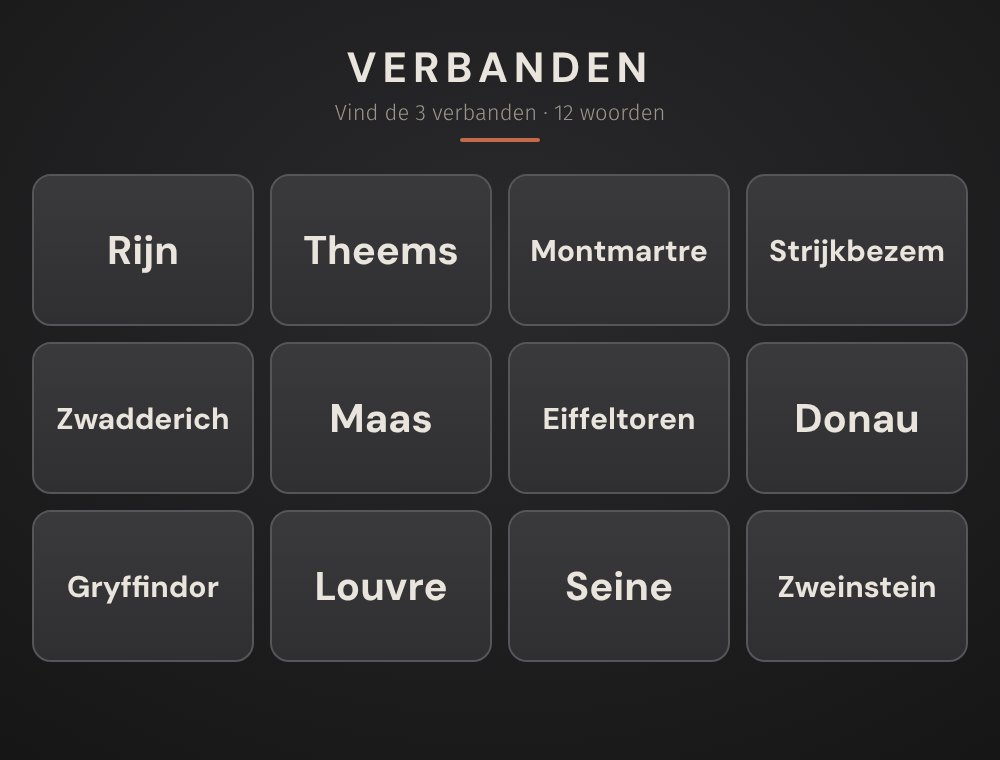 VERBANDEN
Vind de 3 verbanden · 12 woorden
Rijn Theems Montmartre Strijkbezem
Zwadderich Maas Eiffeltoren Donau
Gryffindor Louvre Seine Zweinstein